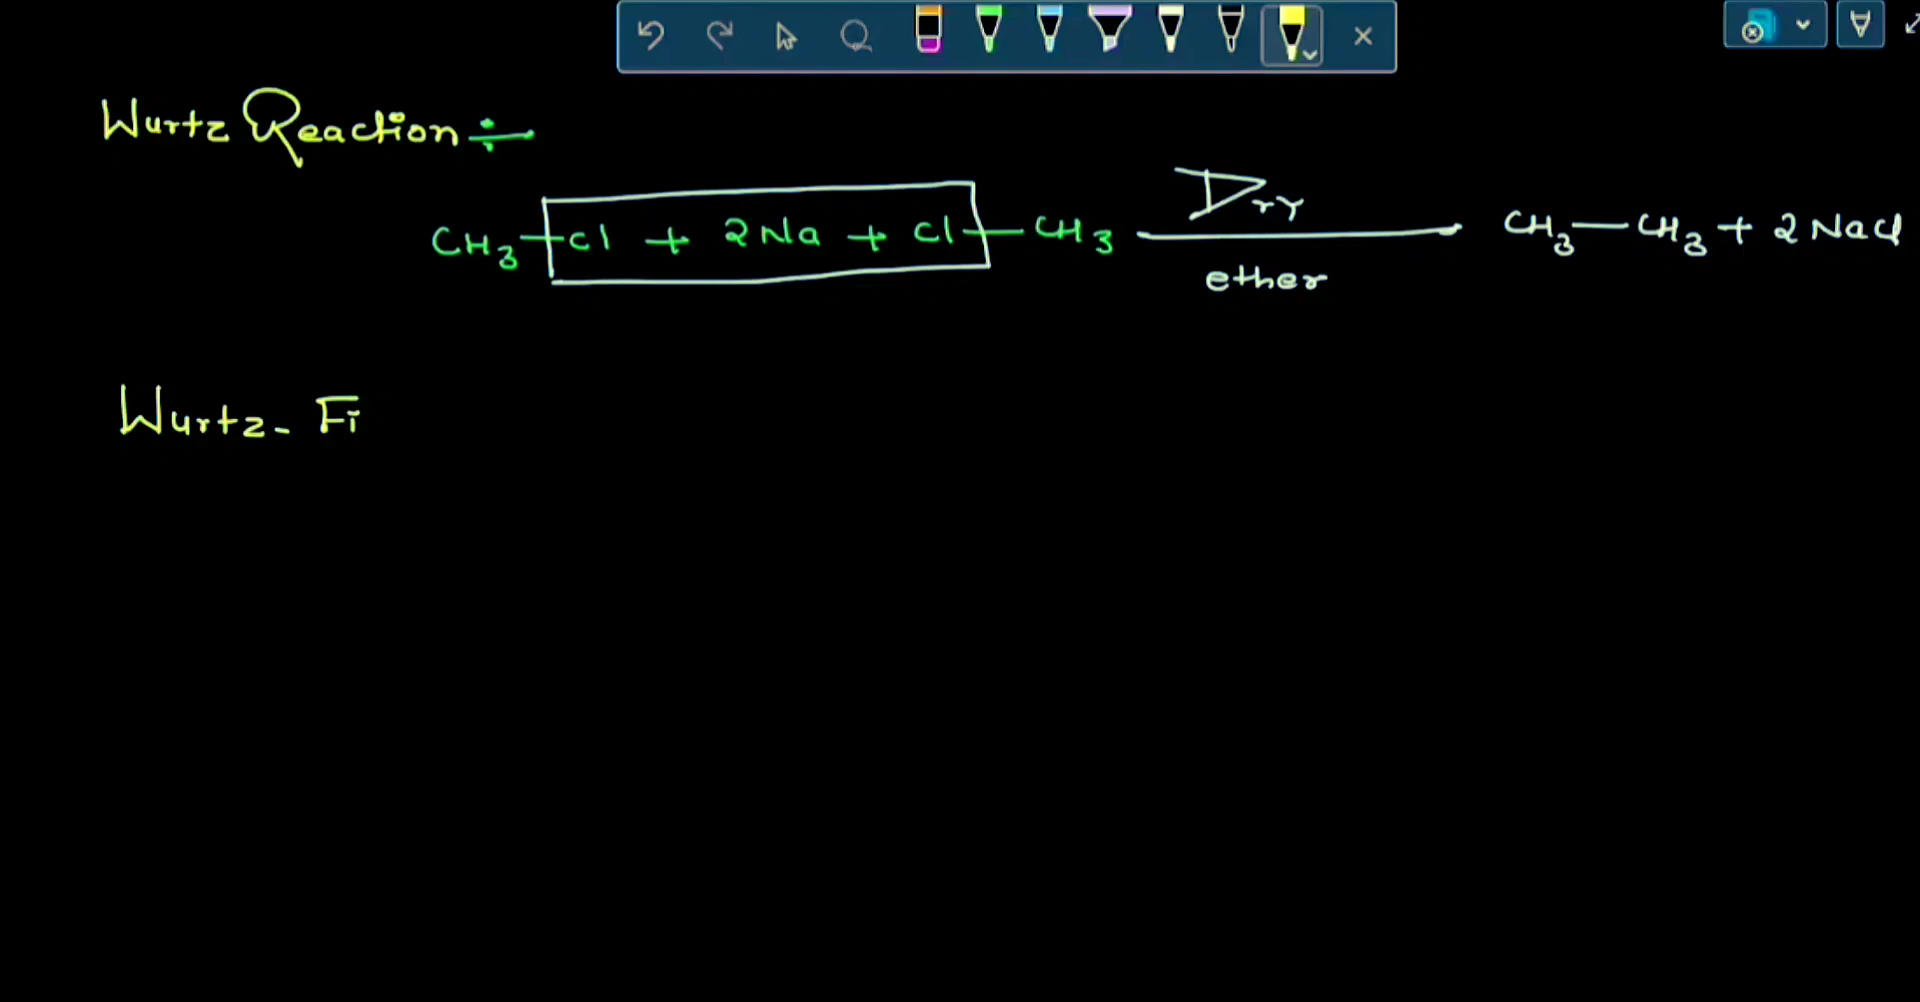 Wurtz Reaction ÷
CH3-Cl + 2Na + Cl-CH3 Dry ether CH3-CH3 + 2NaCl
Wurtz- Fi